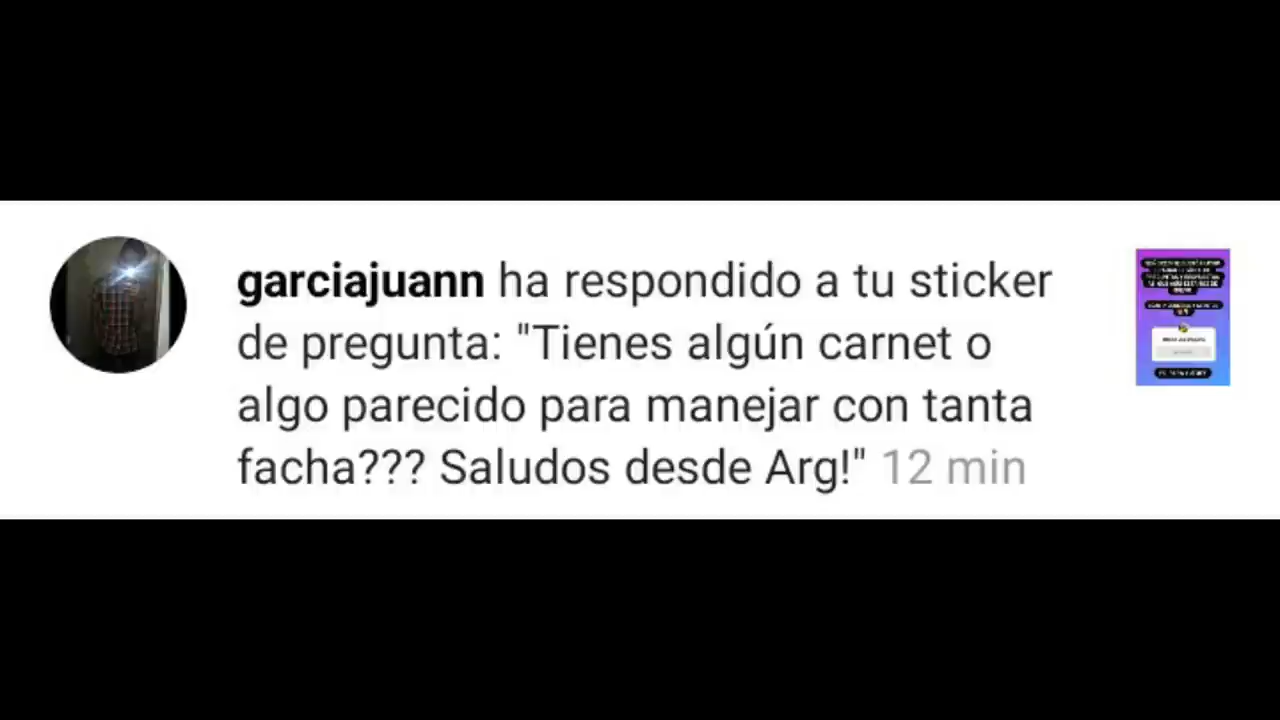 garciajuann ha respondido a tu sticker
de pregunta: "Tienes algún carnet o
algo parecido para manejar con tanta
facha??? Saludos desde Arg!" 12 min